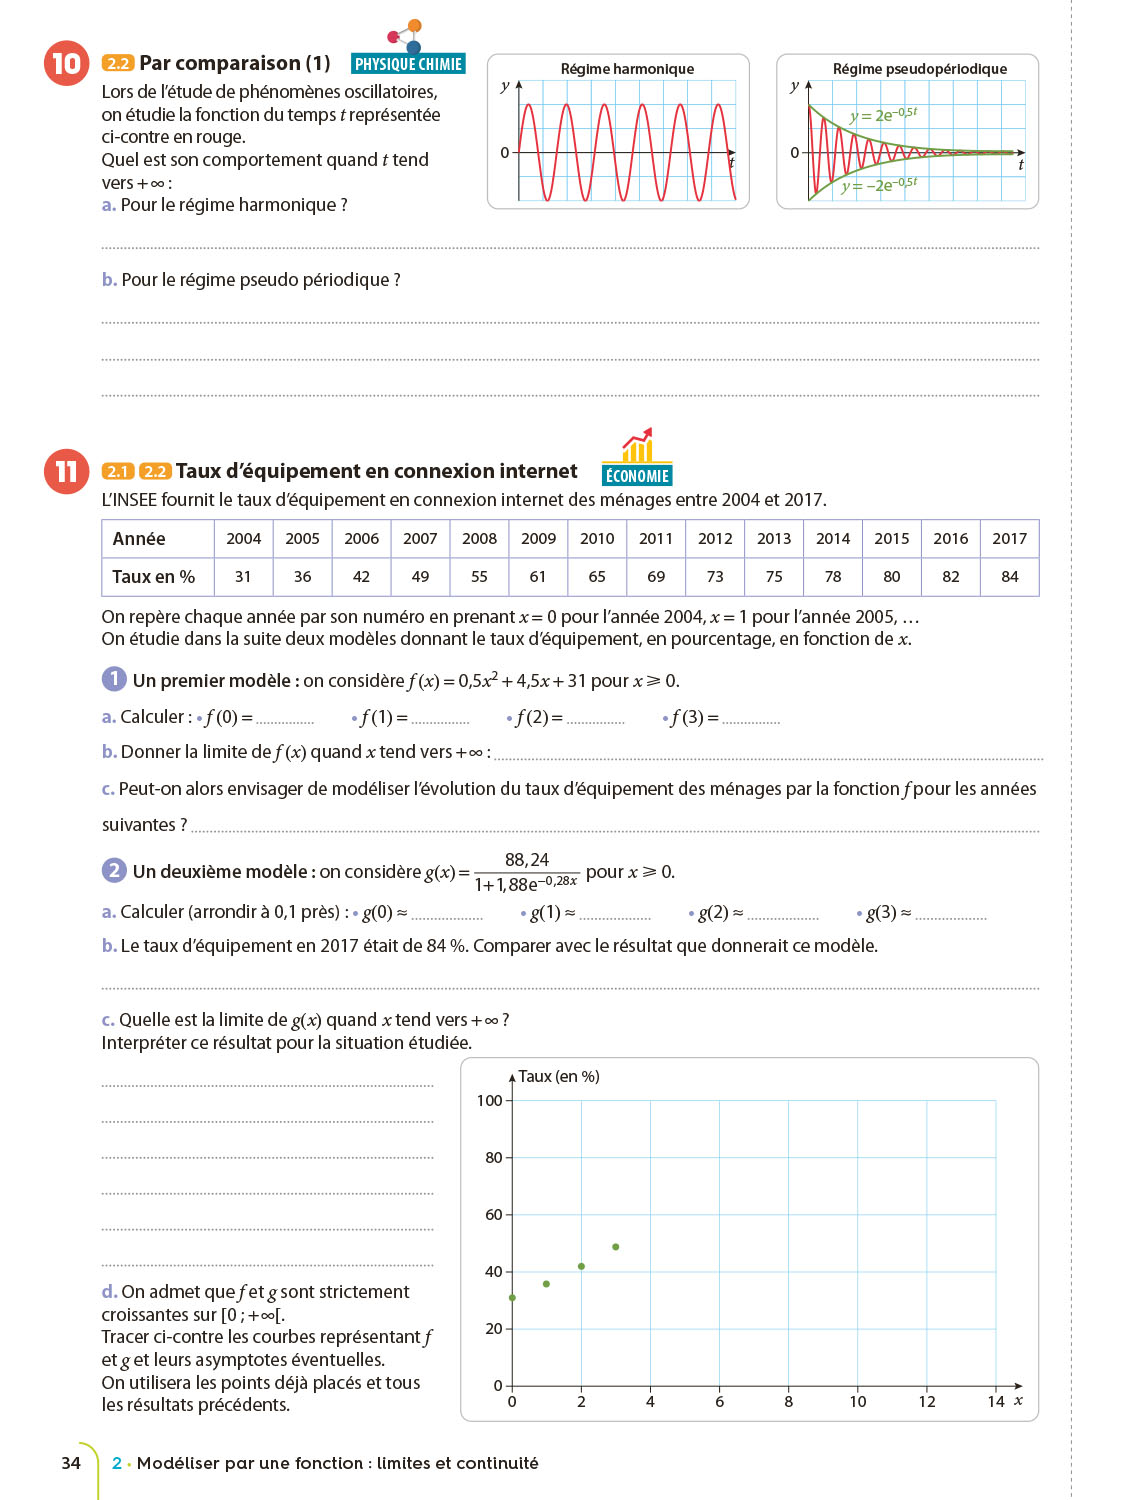 10 2.2 Par comparaison (1) PHYSIQUE CHIMIE
Lors de l'étude de phénomènes oscillatoires,
on étudie la fonction du temps t représentée
ci-contre en rouge.
Quel est son comportement quand t tend
vers + ∞ :
a. Pour le régime harmonique ?
Régime harmonique
y
0
t
Régime pseudopériodique
y
y = 2e^–0,5t
0
t
y = –2e^–0,5t
b. Pour le régime pseudo périodique ?
11 2.1 2.2 Taux d'équipement en connexion internet ÉCONOMIE
L'INSEE fournit le taux d'équipement en connexion internet des ménages entre 2004 et 2017.
Année 2004 2005 2006 2007 2008 2009 2010 2011 2012 2013 2014 2015 2016 2017
Taux en % 31 36 42 49 55 61 65 69 73 75 78 80 82 84
On repère chaque année par son numéro en prenant x = 0 pour l'année 2004, x = 1 pour l'année 2005, …
On étudie dans la suite deux modèles donnant le taux d'équipement, en pourcentage, en fonction de x.
1 Un premier modèle : on considère f (x) = 0,5x² + 4,5x + 31 pour x ⩾ 0.
a. Calculer : • f (0) = ............... • f (1) = ............... • f (2) = ............... • f (3) = ...............
b. Donner la limite de f (x) quand x tend vers + ∞ :
c. Peut-on alors envisager de modéliser l'évolution du taux d'équipement des ménages par la fonction f pour les années
suivantes ?
2 Un deuxième modèle : on considère g(x) = 88,24 / 1+1,88e^–0,28x pour x ⩾ 0.
a. Calculer (arrondir à 0,1 près) : • g(0) ≈ .................. • g(1) ≈ .................. • g(2) ≈ .................. • g(3) ≈ ..................
b. Le taux d'équipement en 2017 était de 84 %. Comparer avec le résultat que donnerait ce modèle.
c. Quelle est la limite de g(x) quand x tend vers + ∞ ?
Interpréter ce résultat pour la situation étudiée.
d. On admet que f et g sont strictement
croissantes sur [0 ; +∞[.
Tracer ci-contre les courbes représentant f
et g et leurs asymptotes éventuelles.
On utilisera les points déjà placés et tous
les résultats précédents.
Taux (en %)
100
80
60
40
20
0
0 2 4 6 8 10 12 14 x
34 2 • Modéliser par une fonction : limites et continuité